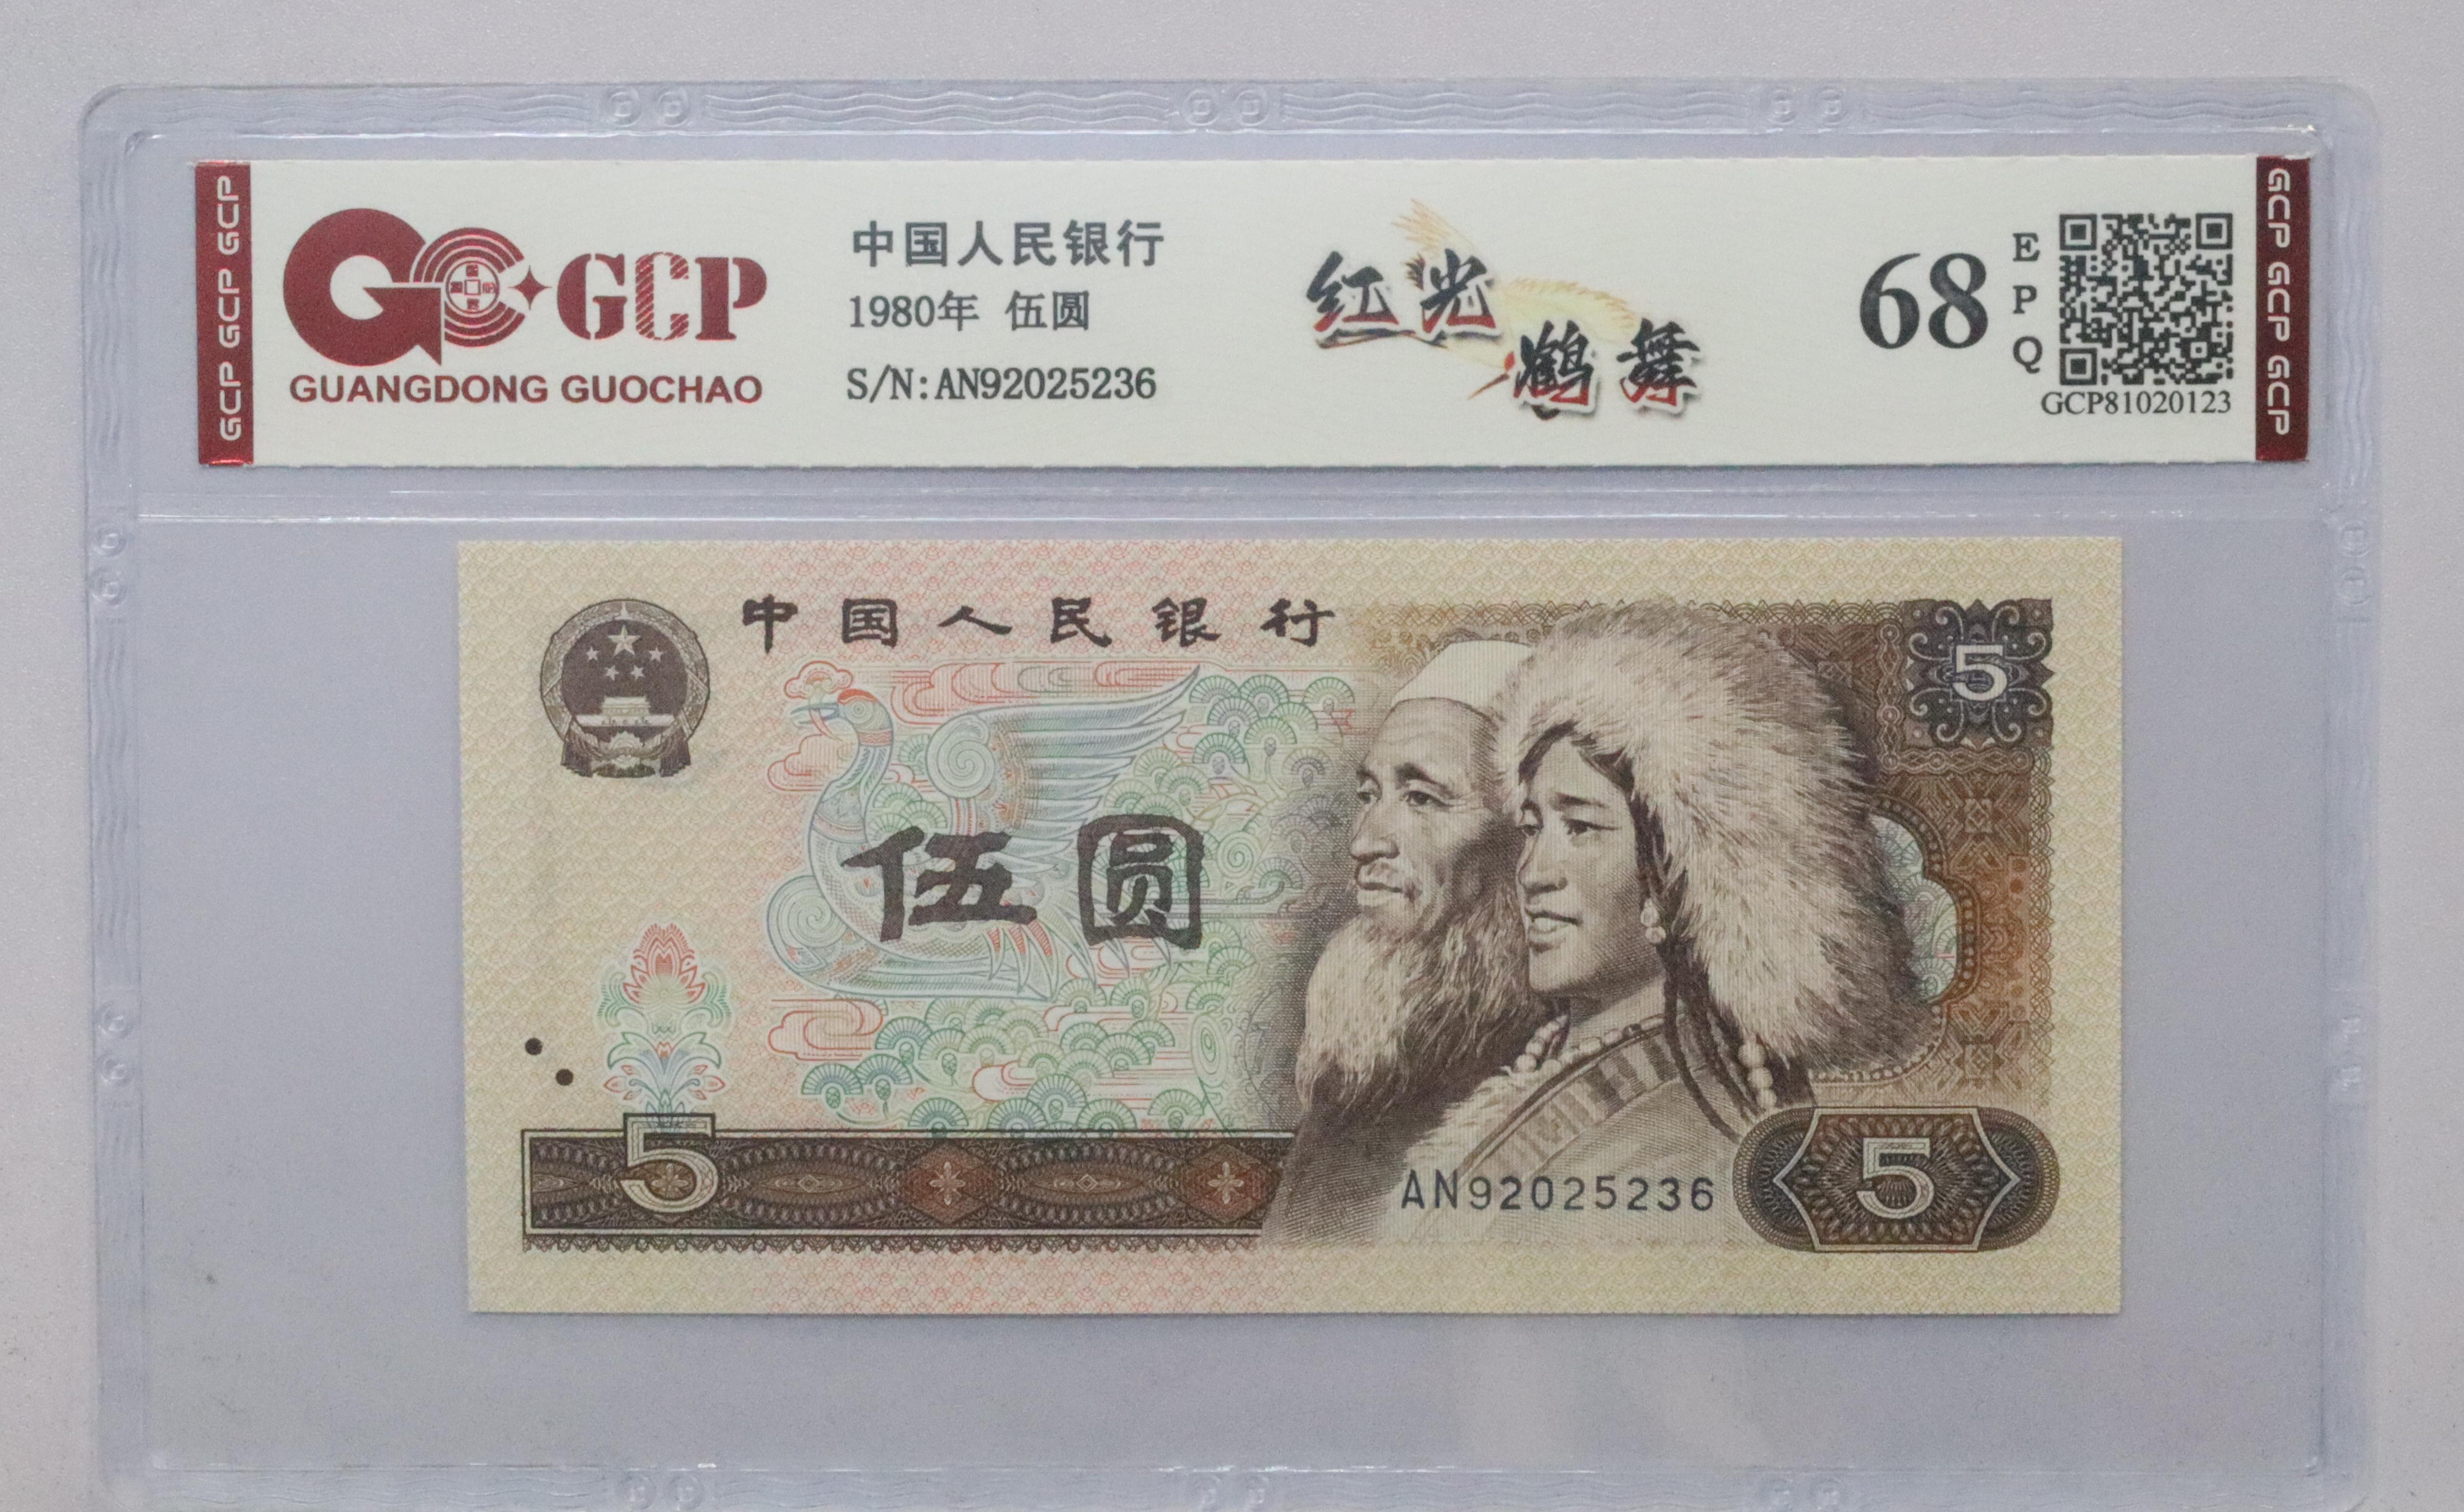 GCP GCP GCP
GCP
GUANGDONG GUOCHAO
中国人民银行
1980年 伍圆
S/N:AN92025236
红光
鹤舞
68
EPQ
GCP81020123
GCP GCP GCP
中国人民银行
5
伍圆
5
AN92025236
5